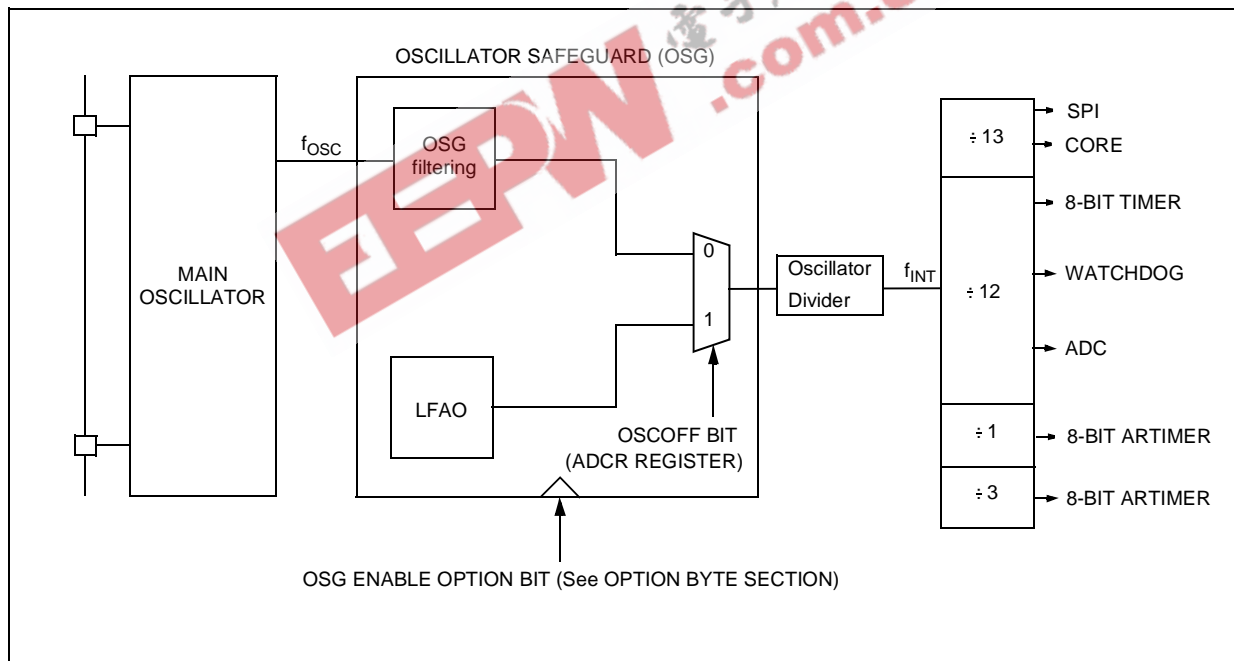 OSCILLATOR SAFEGUARD (OSG)
MAIN
OSCILLATOR
fOSC
OSG
filtering
LFAO
0
1
OSCOFF BIT
(ADCR REGISTER)
Oscillator
Divider
fINT
÷ 13
÷ 12
÷ 1
÷ 3
SPI
CORE
8-BIT TIMER
WATCHDOG
ADC
8-BIT ARTIMER
8-BIT ARTIMER
OSG ENABLE OPTION BIT (See OPTION BYTE SECTION)
EEPW
.com.